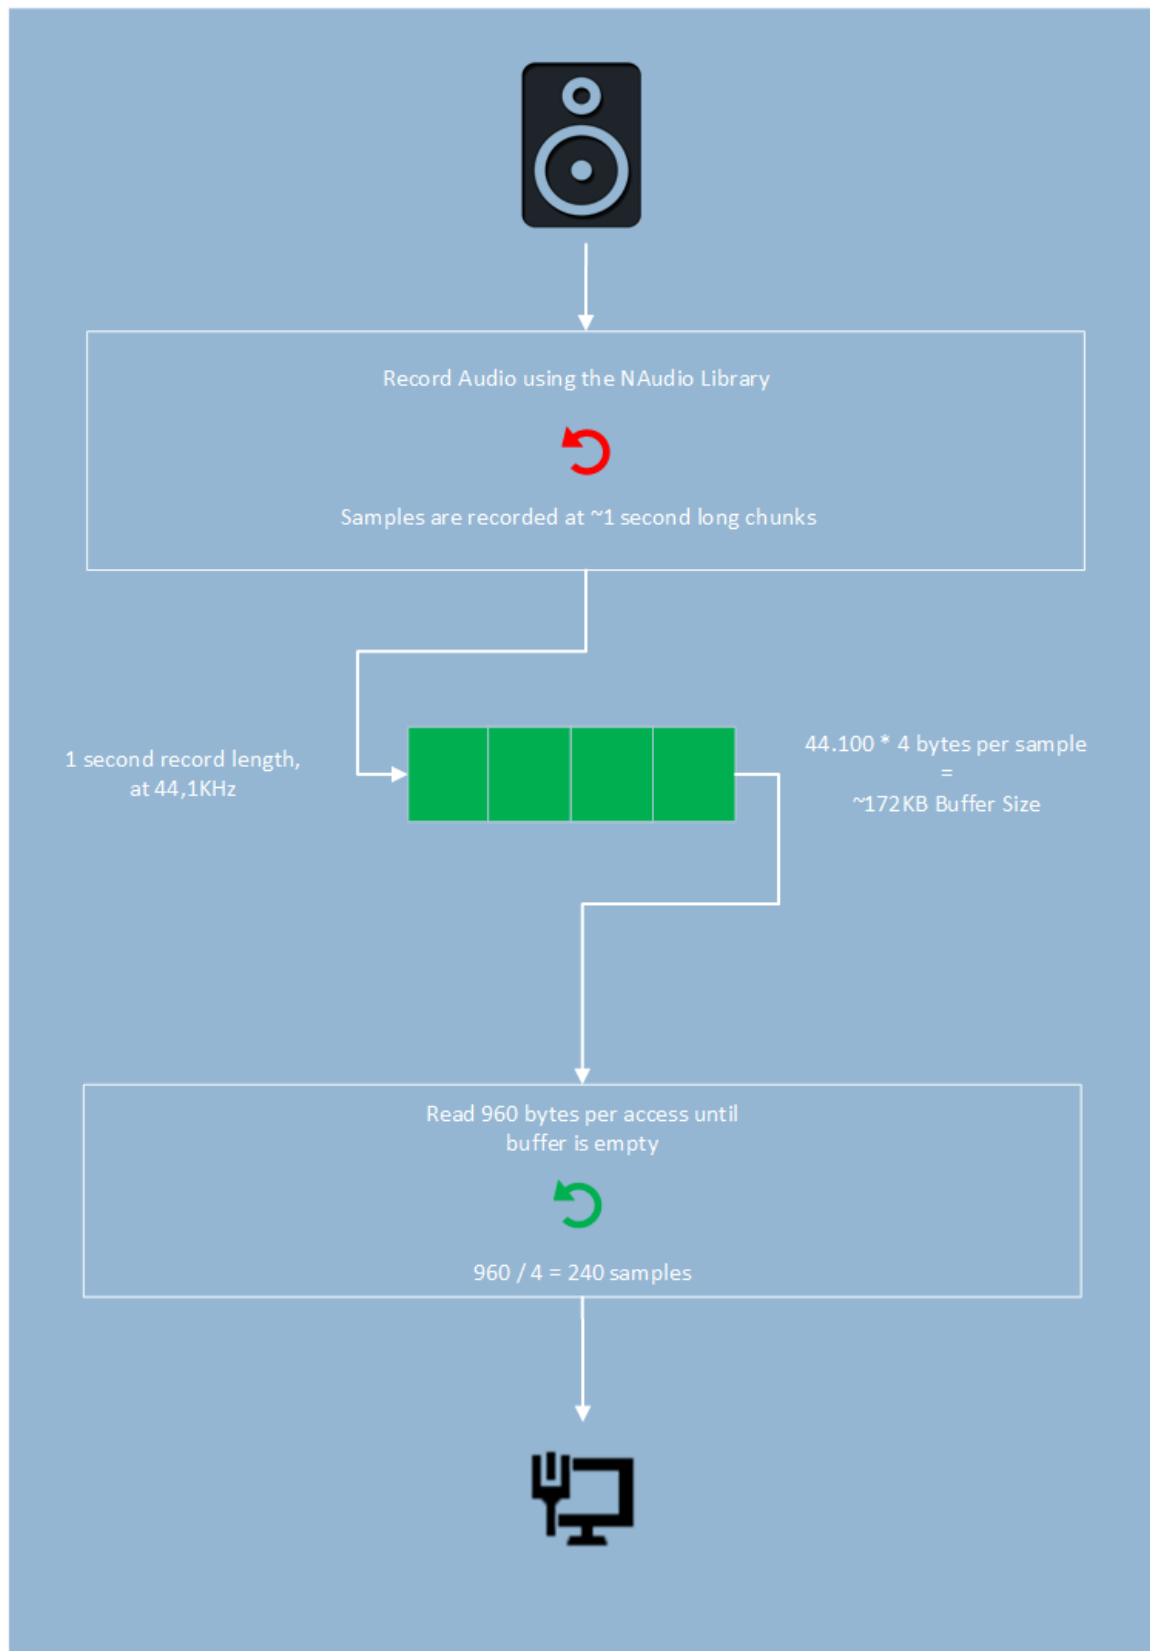 Record Audio using the NAudio Library
Samples are recorded at ~1 second long chunks
1 second record length,
at 44,1KHz
44.100 * 4 bytes per sample
=
~172KB Buffer Size
Read 960 bytes per access until
buffer is empty
960 / 4 = 240 samples